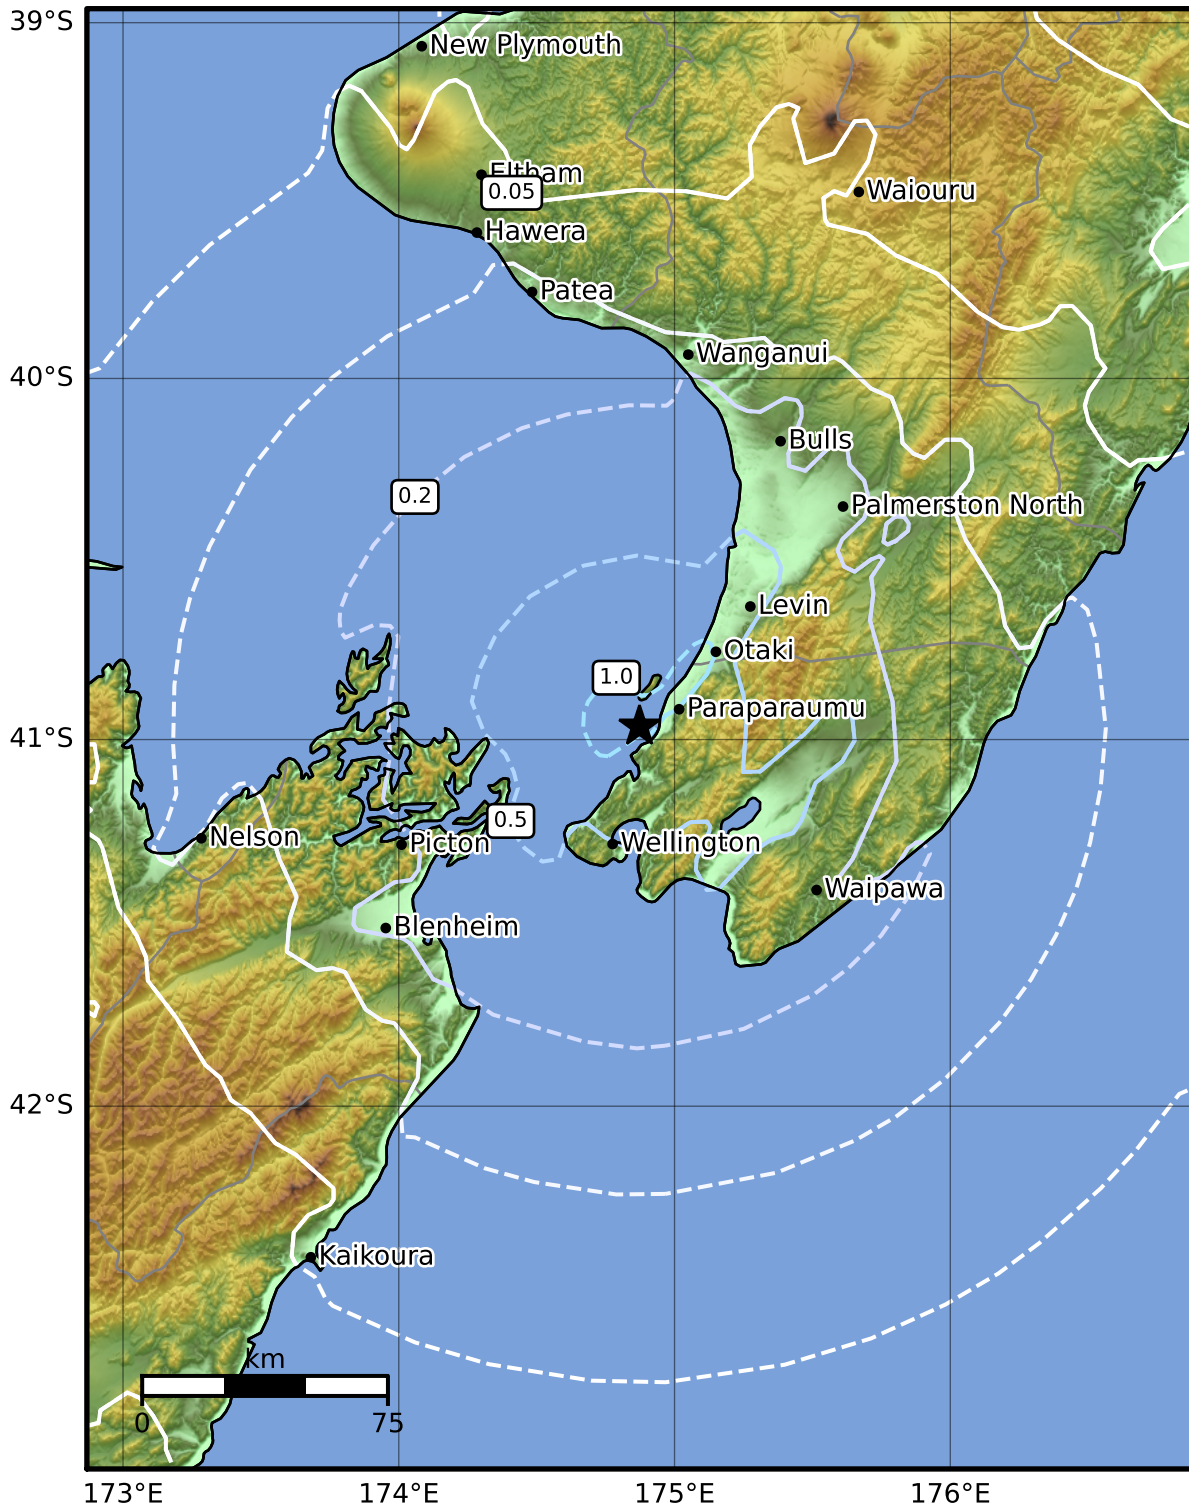 39°S
New Plymouth
Eltham
0.05
Waiouru
Hawera
Patea
Wanganui
40°S
Bulls
0.2
Palmerston North
Levin
Otaki
1.0
Paraparaumu
41°S
0.5
Nelson
Picton
Wellington
Waipawa
Blenheim
42°S
Kaikoura
km
0
75
173°E
174°E
175°E
176°E